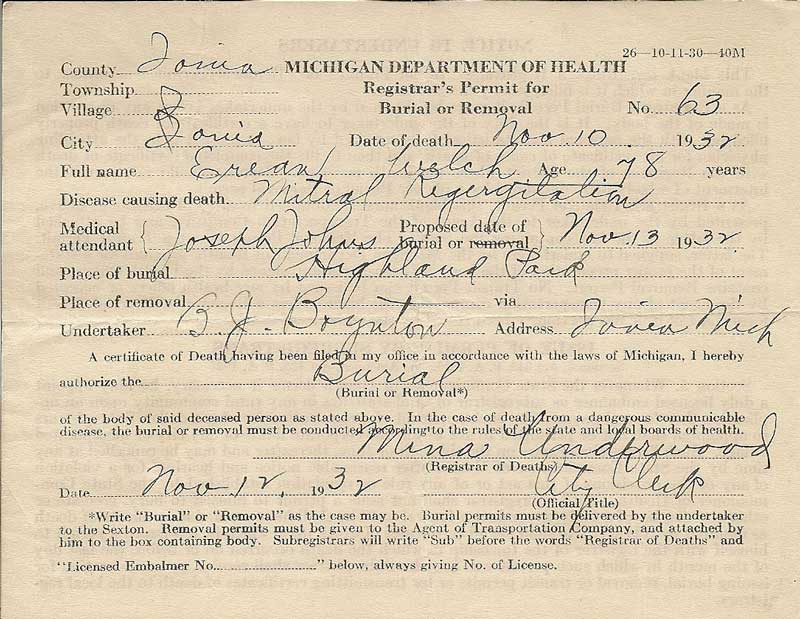 26—10-11-30—40M
County Ionia MICHIGAN DEPARTMENT OF HEALTH
Township Registrar's Permit for
Village Burial or Removal No. 63
City Ionia Date of death Nov. 10. 1932
Full name Erean Welch Age 78 years
Disease causing death Mitral Regergitation
Medical attendant { Joseph Johns Proposed date of burial or removal } Nov. 13 1932
Place of burial Highland Park
Place of removal via
Undertaker B. J. Boynton Address Ionia Mich
A certificate of Death having been filed in my office in accordance with the laws of Michigan, I hereby
authorize the Burial
(Burial or Removal*)
of the body of said deceased person as stated above. In the case of death from a dangerous communicable
disease, the burial or removal must be conducted according to the rules of the state and local boards of health.
Mina Underwood
(Registrar of Deaths)
Date Nov. 12, 1932 City Clerk
(Official Title)
*Write "Burial" or "Removal" as the case may be. Burial permits must be delivered by the undertaker
to the Sexton. Removal permits must be given to the Agent of Transportation Company, and attached by
him to the box containing body. Subregistrars will write "Sub" before the words "Registrar of Deaths" and
"Licensed Embalmer No. " below, always giving No. of License.